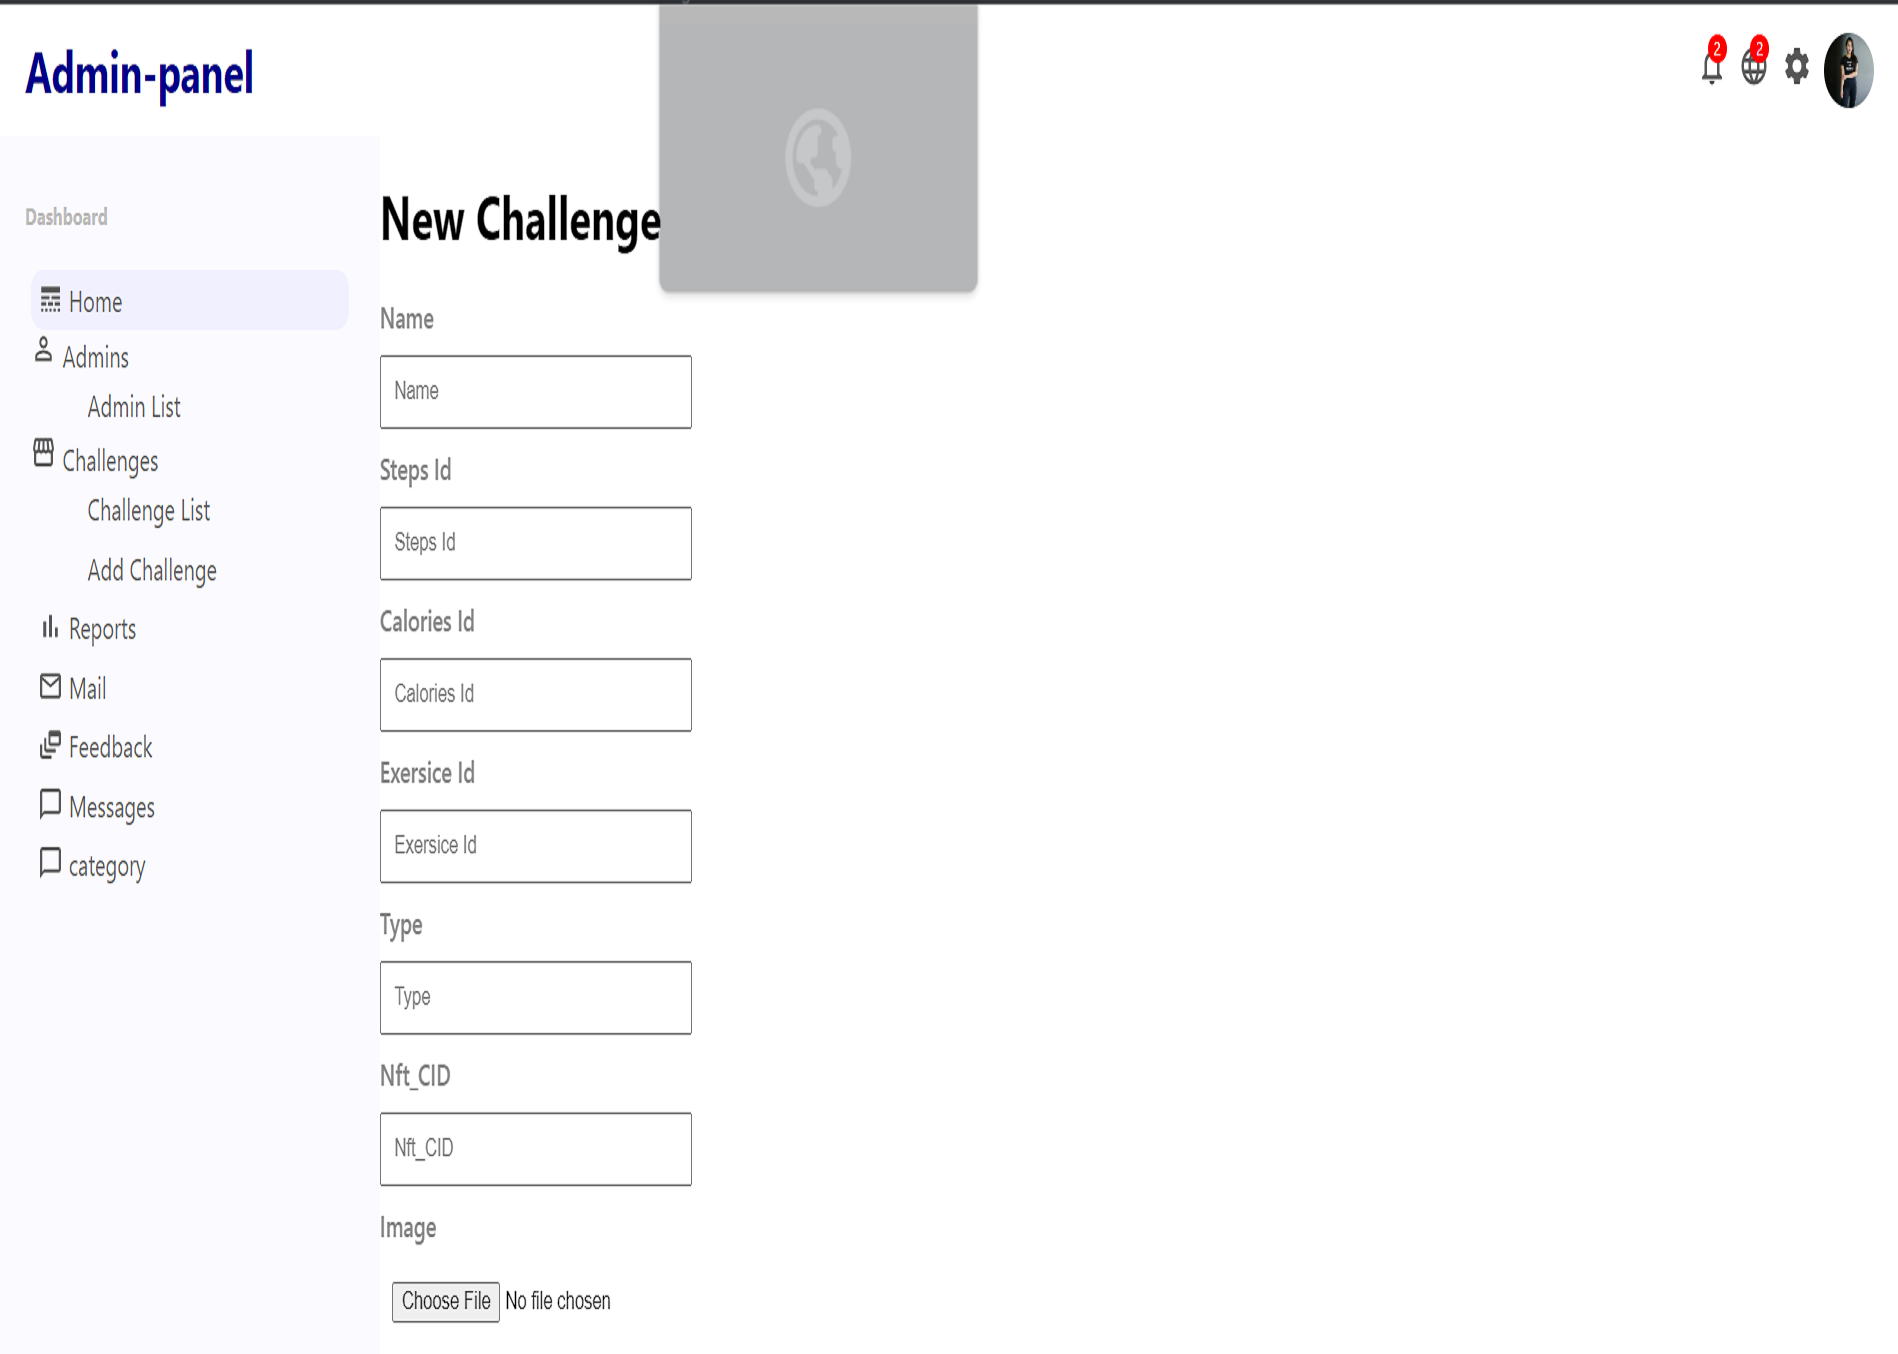 Admin-panel
2
2
Dashboard
Home
Admins
Admin List
Challenges
Challenge List
Add Challenge
Reports
Mail
Feedback
Messages
category
New Challenge
Name
Name
Steps Id
Steps Id
Calories Id
Calories Id
Exersice Id
Exersice Id
Type
Type
Nft_CID
Nft_CID
Image
Choose File No file chosen